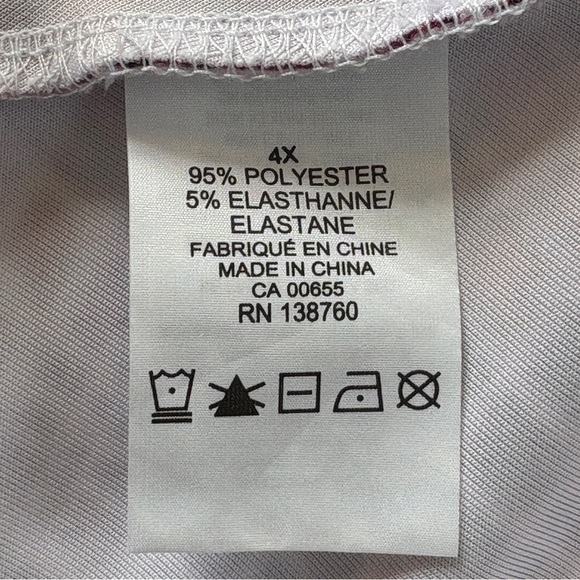 4X
95% POLYESTER
5% ELASTHANNE/
ELASTANE
FABRIQUÉ EN CHINE
MADE IN CHINA
CA 00655
RN 138760